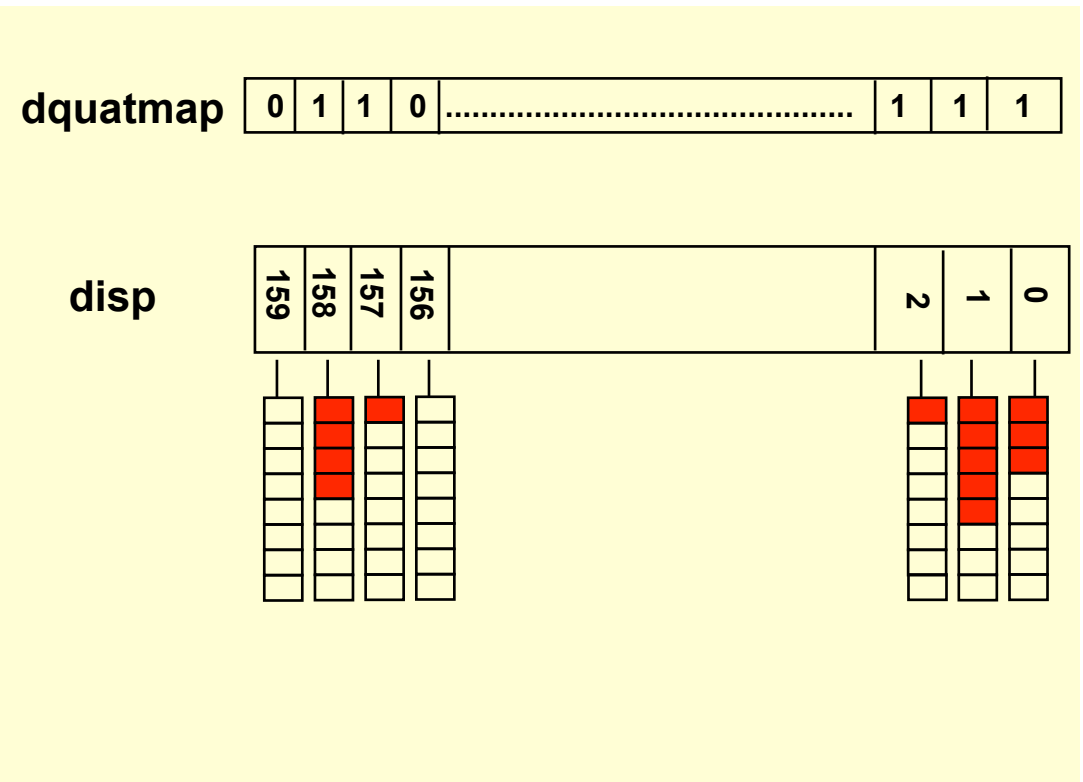 dquatmap 0 1 1 0 .............................................. 1 1 1
disp 159 158 157 156 2 1 0